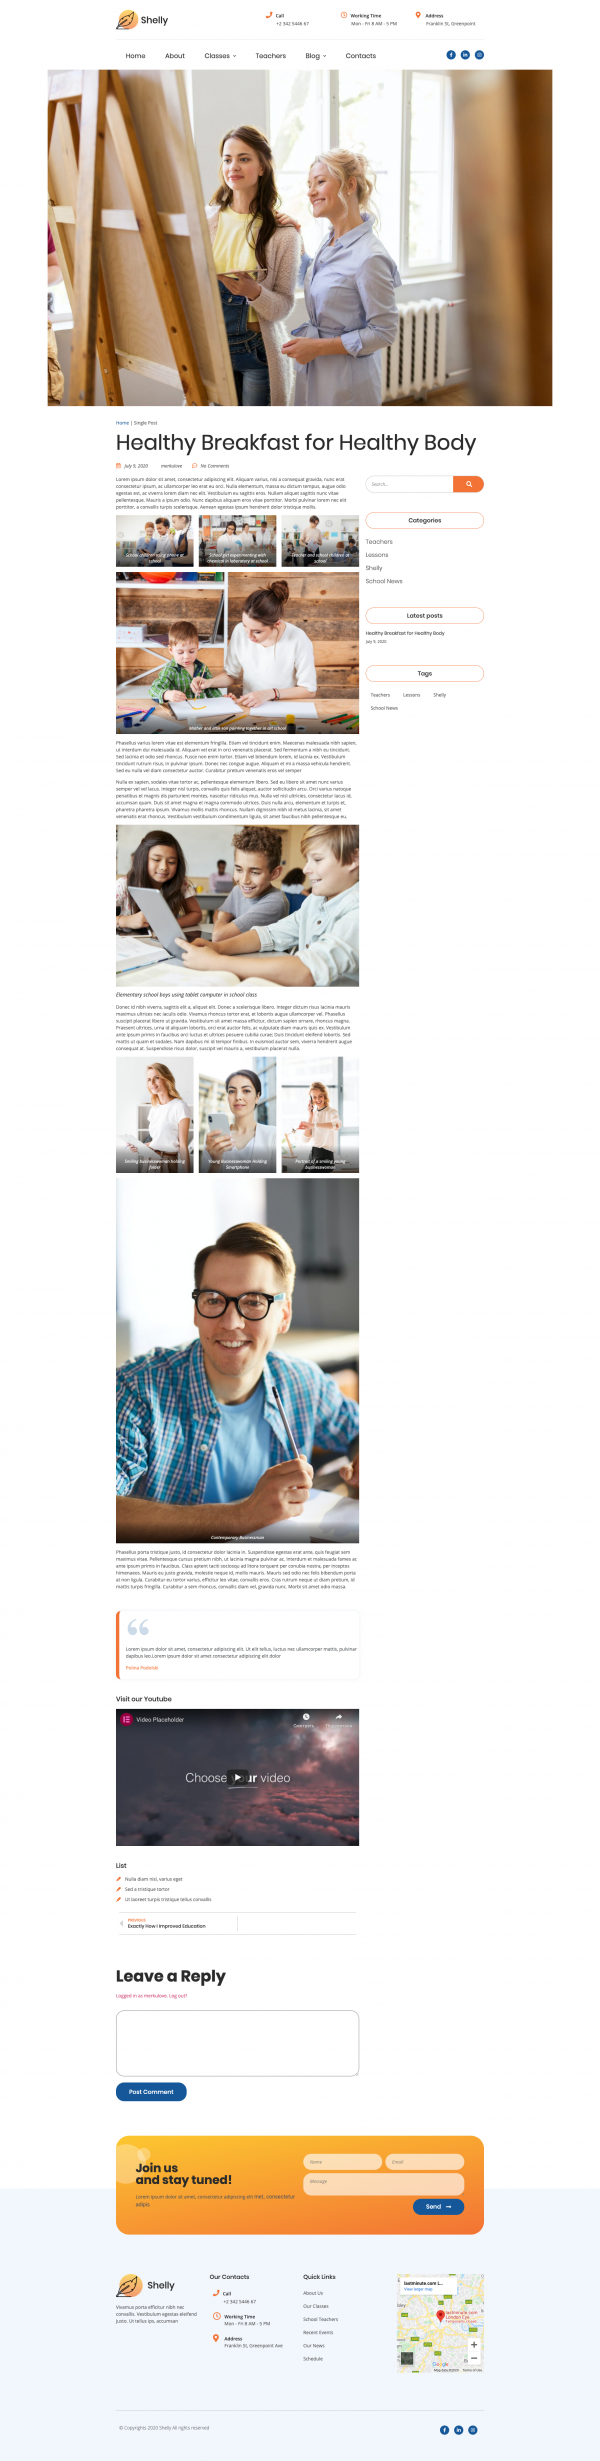 Shelly
Call
+2 342 5446 67
Working Time
Mon - Fri 8 AM - 5 PM
Address
Franklin St, Greenpoint
Home
About
Classes
Teachers
Blog
Contacts
Home | Single Post
Healthy Breakfast for Healthy Body
July 9, 2020
merkulove
No Comments
Lorem ipsum dolor sit amet, consectetur adipiscing elit. Aliquam varius, nisl a consequat gravida, nunc erat
consectetur ipsum, ac ullamcorper leo erat eu orci. Nulla elementum, massa eu dictum tempus, augue odio
egestas est, ac viverra lorem diam nec elit. Vestibulum eu sagittis eros. Nullam aliquet sagittis nunc vitae
pellentesque. Mauris a ipsum odio. Nunc dapibus aliquam eros vitae porttitor. Morbi pulvinar lorem nec elit
porttitor, a convallis turpis scelerisque. Aenean egestas ipsum hendrerit dolor tristique mollis.
School children using phone at
school
School girl experimenting with
chemical in laboratory at school
Teacher and school children at
school
Mother and little son painting together in art school
Phasellus varius lorem vitae est elementum fringilla. Etiam vel tincidunt enim. Maecenas malesuada nibh sapien,
ut interdum dui malesuada id. Aliquam vel erat in orci venenatis placerat. Sed fermentum a nibh eu tincidunt.
Sed lacinia et odio sed rhoncus. Fusce non enim tortor. Etiam vel bibendum lorem, id lacinia ex. Vestibulum
tincidunt rutrum risus, in pulvinar ipsum. Donec nec congue augue. Aliquam et mi a massa vehicula hendrerit.
Sed eu nulla vel diam consectetur auctor. Curabitur pretium venenatis eros vel semper
Nulla ex sapien, sodales vitae tortor ac, pellentesque elementum libero. Sed eu libero sit amet nunc varius
semper vel vel lacus. Integer nisl turpis, convallis quis felis aliquet, auctor sollicitudin arcu. Orci varius natoque
penatibus et magnis dis parturient montes, nascetur ridiculus mus. Nulla vel nisl ultricies, consectetur lacus id,
accumsan quam. Duis sit amet magna et magna commodo ultrices. Duis nulla arcu, elementum et turpis et,
pharetra pharetra ipsum. Vivamus mollis mattis rhoncus. Nullam dignissim nibh id metus lacinia, sit amet
venenatis erat rhoncus. Vestibulum vestibulum condimentum ligula, sit amet faucibus nibh pellentesque eu.
Elementary school boys using tablet computer in school class
Donec id nibh viverra, sagittis elit a, aliquet elit. Donec a scelerisque libero. Integer dictum risus lacinia mauris
maximus ultrices nec iaculis odio. Vivamus rhoncus tortor erat, et lobortis augue ullamcorper vel. Phasellus
suscipit placerat libero ut gravida. Vestibulum sit amet massa efficitur, dictum sapien ornare, rhoncus magna.
Praesent ultrices, urna id aliquam lobortis, orci erat auctor felis, ac vulputate diam mauris quis ex. Vestibulum
ante ipsum primis in faucibus orci luctus et ultrices posuere cubilia curae; Duis tincidunt eleifend lobortis. Sed
mattis ut quam et sodales. Nam dapibus mi id tempor finibus. In euismod auctor sem, viverra hendrerit augue
consequat at. Suspendisse risus dolor, suscipit vel mauris a, vestibulum placerat nulla.
Smiling businesswoman holding
folder
Young Businesswoman Holding
Smartphone
Portrait of a smiling young
businesswoman
Contemporary Businessman
Phasellus porta tristique justo, id consectetur dolor lacinia in. Suspendisse egestas erat ante, quis feugiat sem
maximus vitae. Pellentesque cursus pretium nibh, ut lacinia magna pulvinar ac. Interdum et malesuada fames ac
ante ipsum primis in faucibus. Class aptent taciti sociosqu ad litora torquent per conubia nostra, per inceptos
himenaeos. Mauris eu justo gravida, molestie neque id, mollis mauris. Mauris sed odio nec felis bibendum porta
at non ligula. Curabitur eu tortor varius, efficitur leo vitae, convallis eros. Cras rutrum neque ut diam pretium, id
mattis turpis fringilla. Curabitur a sem rhoncus, convallis diam vel, gravida nunc. Morbi sit amet odio massa.
Lorem ipsum dolor sit amet, consectetur adipiscing elit. Ut elit tellus, luctus nec ullamcorper mattis, pulvinar
dapibus leo.Lorem ipsum dolor sit amet consectetur adipiscing elit dolor
Polina Podolski
Visit our Youtube
Video Placeholder
Choose your video
List
Nulla diam nisl, varius eget
Sed a tristique tortor
Ut laoreet turpis tristique tellus convallis
PREVIOUS
Exactly How I Improved Education
Search...
Categories
Teachers
Lessons
Shelly
School News
Latest posts
Healthy Breakfast for Healthy Body
July 9, 2020
Tags
Teachers
Lessons
Shelly
School News
Leave a Reply
Logged in as merkulove. Log out?
Post Comment
Join us
and stay tuned!
Lorem ipsum dolor sit amet, consectetur adipiscing elit met, consectetur
adipis
Name
Email
Message
Send
Shelly
Vivamus porta efficitur nibh nec
convallis. Vestibulum egestas eleifend
justo. Ut tellus ips, accumsan
Our Contacts
Call
+2 342 5446 67
Working Time
Mon - Fri 8 AM - 5 PM
Address
Franklin St, Greenpoint Ave
Quick Links
About Us
Our Classes
School Teachers
Recent Events
Our News
Schedule
lastminute.com L...
View larger map
lastminute.com
London Eye
Google
Terms of Use
© Copyrights 2020 Shelly All rights reserved